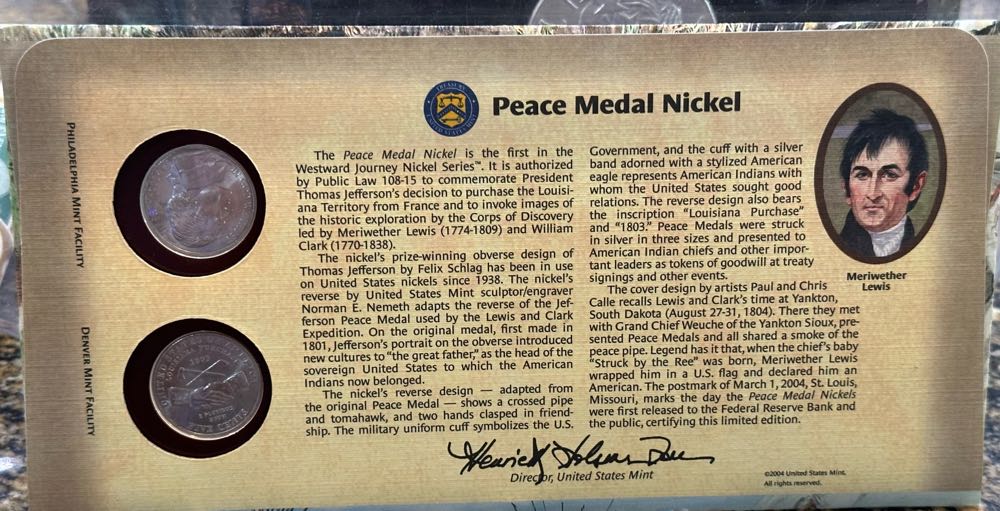 Peace Medal Nickel
PHILADELPHIA MINT FACILITY
DENVER MINT FACILITY
The Peace Medal Nickel is the first in the
Westward Journey Nickel Series™. It is authorized
by Public Law 108-15 to commemorate President
Thomas Jefferson's decision to purchase the Louisi-
ana Territory from France and to invoke images of
the historic exploration by the Corps of Discovery
led by Meriwether Lewis (1774-1809) and William
Clark (1770-1838).
The nickel's prize-winning obverse design of
Thomas Jefferson by Felix Schlag has been in use
on United States nickels since 1938. The nickel's
reverse by United States Mint sculptor/engraver
Norman E. Nemeth adapts the reverse of the Jef-
ferson Peace Medal used by the Lewis and Clark
Expedition. On the original medal, first made in
1801, Jefferson's portrait on the obverse introduced
new cultures to "the great father," as the head of the
sovereign United States to which the American
Indians now belonged.
The nickel's reverse design — adapted from
the original Peace Medal — shows a crossed pipe
and tomahawk, and two hands clasped in friend-
ship. The military uniform cuff symbolizes the U.S.
Government, and the cuff with a silver
band adorned with a stylized American
eagle represents American Indians with
whom the United States sought good
relations. The reverse design also bears
the inscription "Louisiana Purchase"
and "1803." Peace Medals were struck
in silver in three sizes and presented to
American Indian chiefs and other impor-
tant leaders as tokens of goodwill at treaty
signings and other events.
The cover design by artists Paul and Chris
Calle recalls Lewis and Clark's time at Yankton,
South Dakota (August 27-31, 1804). There they met
with Grand Chief Weuche of the Yankton Sioux, pre-
sented Peace Medals and all shared a smoke of the
peace pipe. Legend has it that, when the chief's baby
"Struck by the Ree" was born, Meriwether Lewis
wrapped him in a U.S. flag and declared him an
American. The postmark of March 1, 2004, St. Louis,
Missouri, marks the day the Peace Medal Nickels
were first released to the Federal Reserve Bank and
the public, certifying this limited edition.
Meriwether
Lewis
Director, United States Mint
©2004 United States Mint.
All rights reserved.